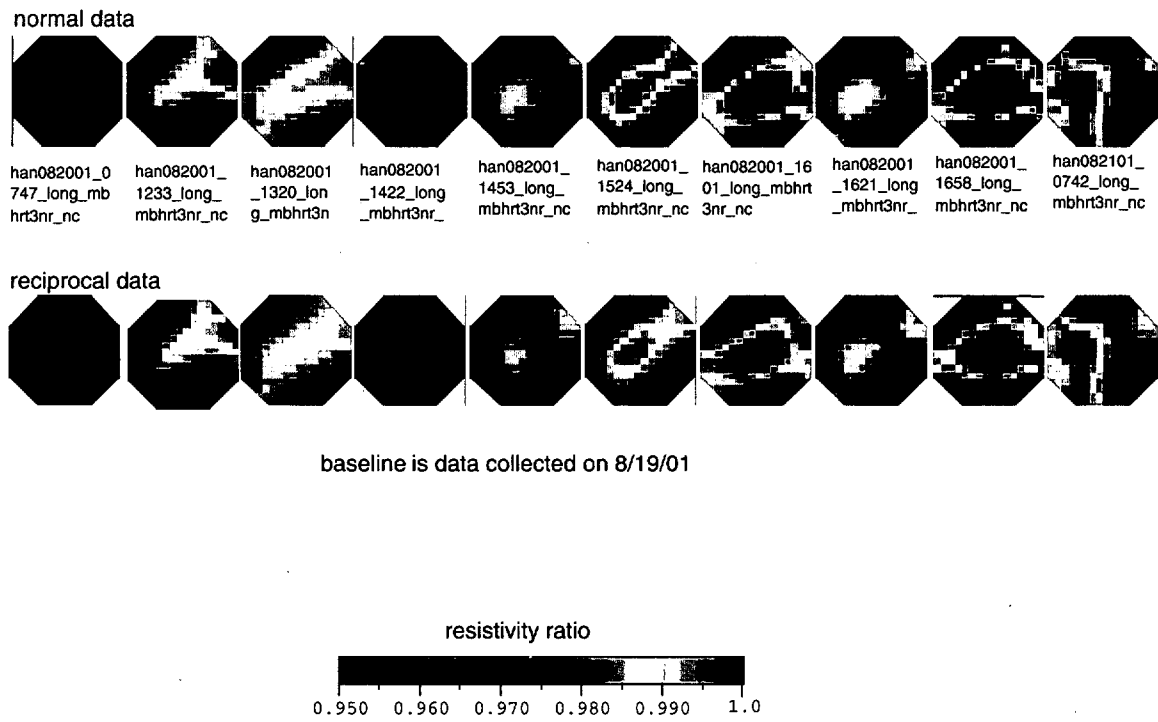 normal data
han082001_0
747_long_mb
hrt3nr_nc
han082001_
1233_long_
mbhrt3nr_nc
han082001
_1320_lon
g_mbhrt3n
han082001
_1422_long
_mbhrt3nr_
han082001_
1453_long_
mbhrt3nr_nc
han082001_
1524_long_
mbhrt3nr_nc
han082001_16
01_long_mbhrt
3nr_nc
han082001
_1621_long
_mbhrt3nr_
han082001_
1658_long_
mbhrt3nr_nc
han082101_
0742_long_
mbhrt3nr_nc
reciprocal data
baseline is data collected on 8/19/01
resistivity ratio
0.950 0.960 0.970 0.980 0.990 1.0